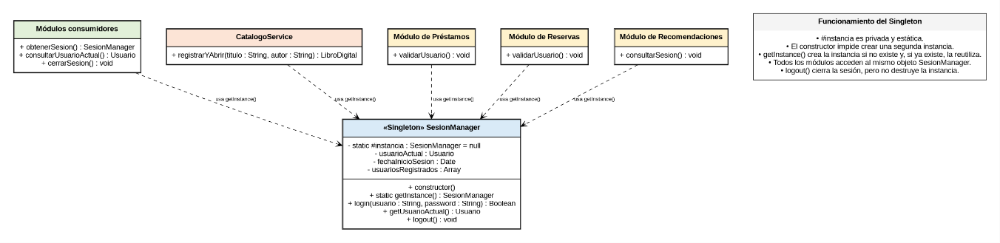 Módulos consumidores
+ obtenerSesion() : SesionManager
+ consultarUsuarioActual() : Usuario
+ cerrarSesion() : void
CatalogoService
+ registrarYAbrir(titulo : String, autor : String) : LibroDigital
Módulo de Préstamos
+ validarUsuario() : void
Módulo de Reservas
+ validarUsuario() : void
Módulo de Recomendaciones
+ consultarSesion() : void
Funcionamiento del Singleton
• #instancia es privada y estática.
• El constructor impide crear una segunda instancia.
• getInstance() crea la instancia si no existe y, si ya existe, la reutiliza.
• Todos los módulos acceden al mismo objeto SesionManager.
• logout() cierra la sesión, pero no destruye la instancia.
usa getInstance()
usa getInstance()
usa getInstance()
usa getInstance()
usa getInstance()
«Singleton» SesionManager
- static #instancia : SesionManager = null
- usuarioActual : Usuario
- fechaInicioSesion : Date
- usuariosRegistrados : Array
+ constructor()
+ static getInstance() : SesionManager
+ login(usuario : String, password : String) : Boolean
+ getUsuarioActual() : Usuario
+ logout() : void